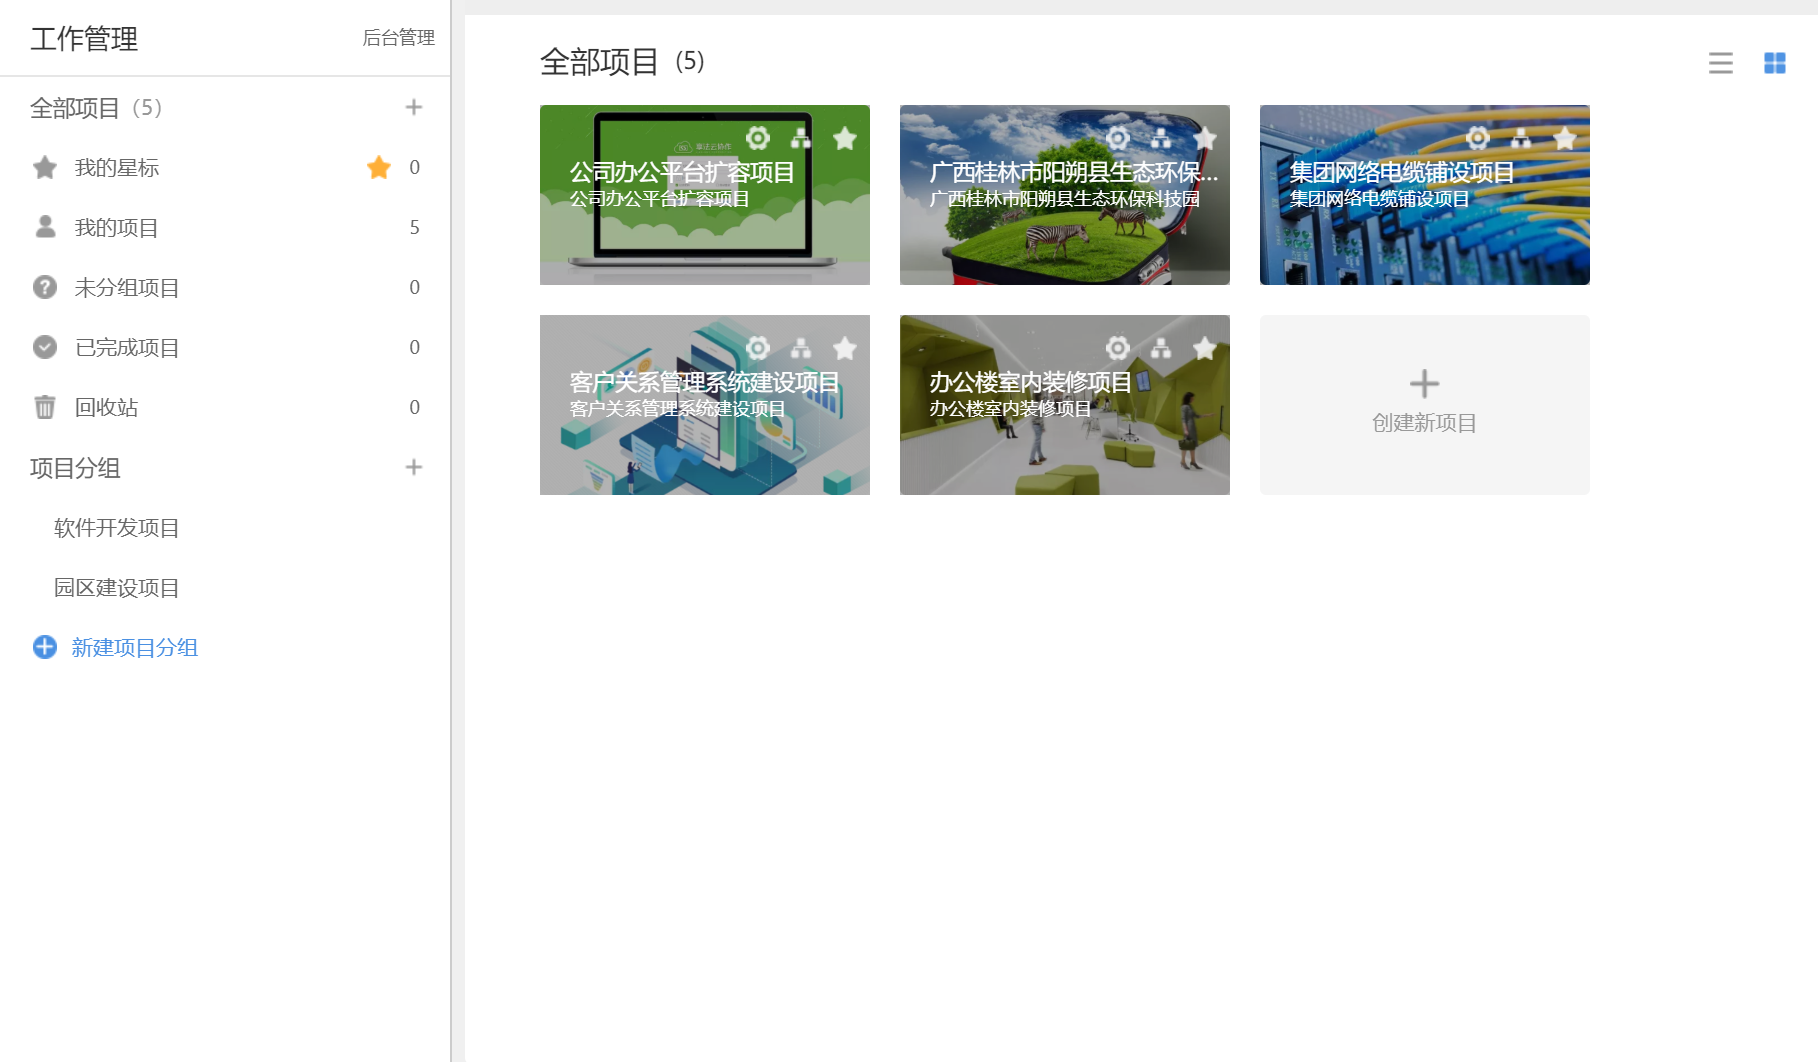 工作管理
后台管理
全部项目（5）
我的星标
0
我的项目
5
未分组项目
0
已完成项目
0
回收站
0
项目分组
软件开发项目
园区建设项目
新建项目分组
全部项目（5）
公司办公平台扩容项目
公司办公平台扩容项目
广西桂林市阳朔县生态环保...
广西桂林市阳朔县生态环保科技园
集团网络电缆铺设项目
集团网络电缆铺设项目
客户关系管理系统建设项目
客户关系管理系统建设项目
办公楼室内装修项目
办公楼室内装修项目
创建新项目